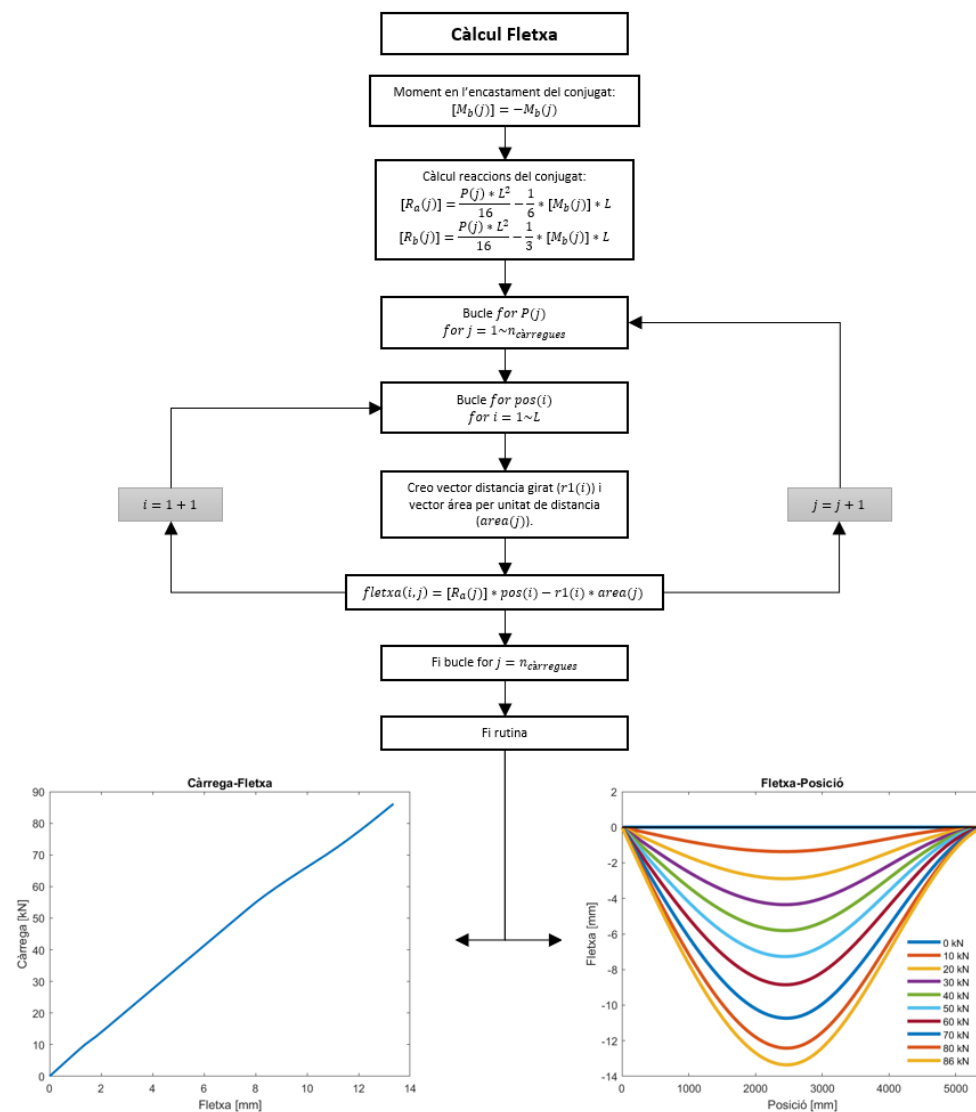 Càlcul Fletxa
Moment en l'encastament del conjugat:
[M_b(j)] = −M_b(j)
Càlcul reaccions del conjugat:
[R_a(j)] = P(j) * L²/16 − 1/6 * [M_b(j)] * L
[R_b(j)] = P(j) * L²/16 − 1/3 * [M_b(j)] * L
Bucle for P(j)
for j = 1~n_càrregues
Bucle for pos(i)
for i = 1~L
Creo vector distancia girat (r1(i)) i
vector área per unitat de distancia
(area(j)).
i = 1 + 1
j = j + 1
fletxa(i,j) = [R_a(j)] * pos(i) − r1(i) * area(j)
Fi bucle for j = n_càrregues
Fi rutina
Càrrega-Fletxa
Càrrega [kN]
90
80
70
60
50
40
30
20
10
0
0 2 4 6 8 10 12 14
Fletxa [mm]
Fletxa-Posició
Fletxa [mm]
2
0
-2
-4
-6
-8
-10
-12
-14
0 kN
10 kN
20 kN
30 kN
40 kN
50 kN
60 kN
70 kN
80 kN
86 kN
0 1000 2000 3000 4000 5000
Posició [mm]